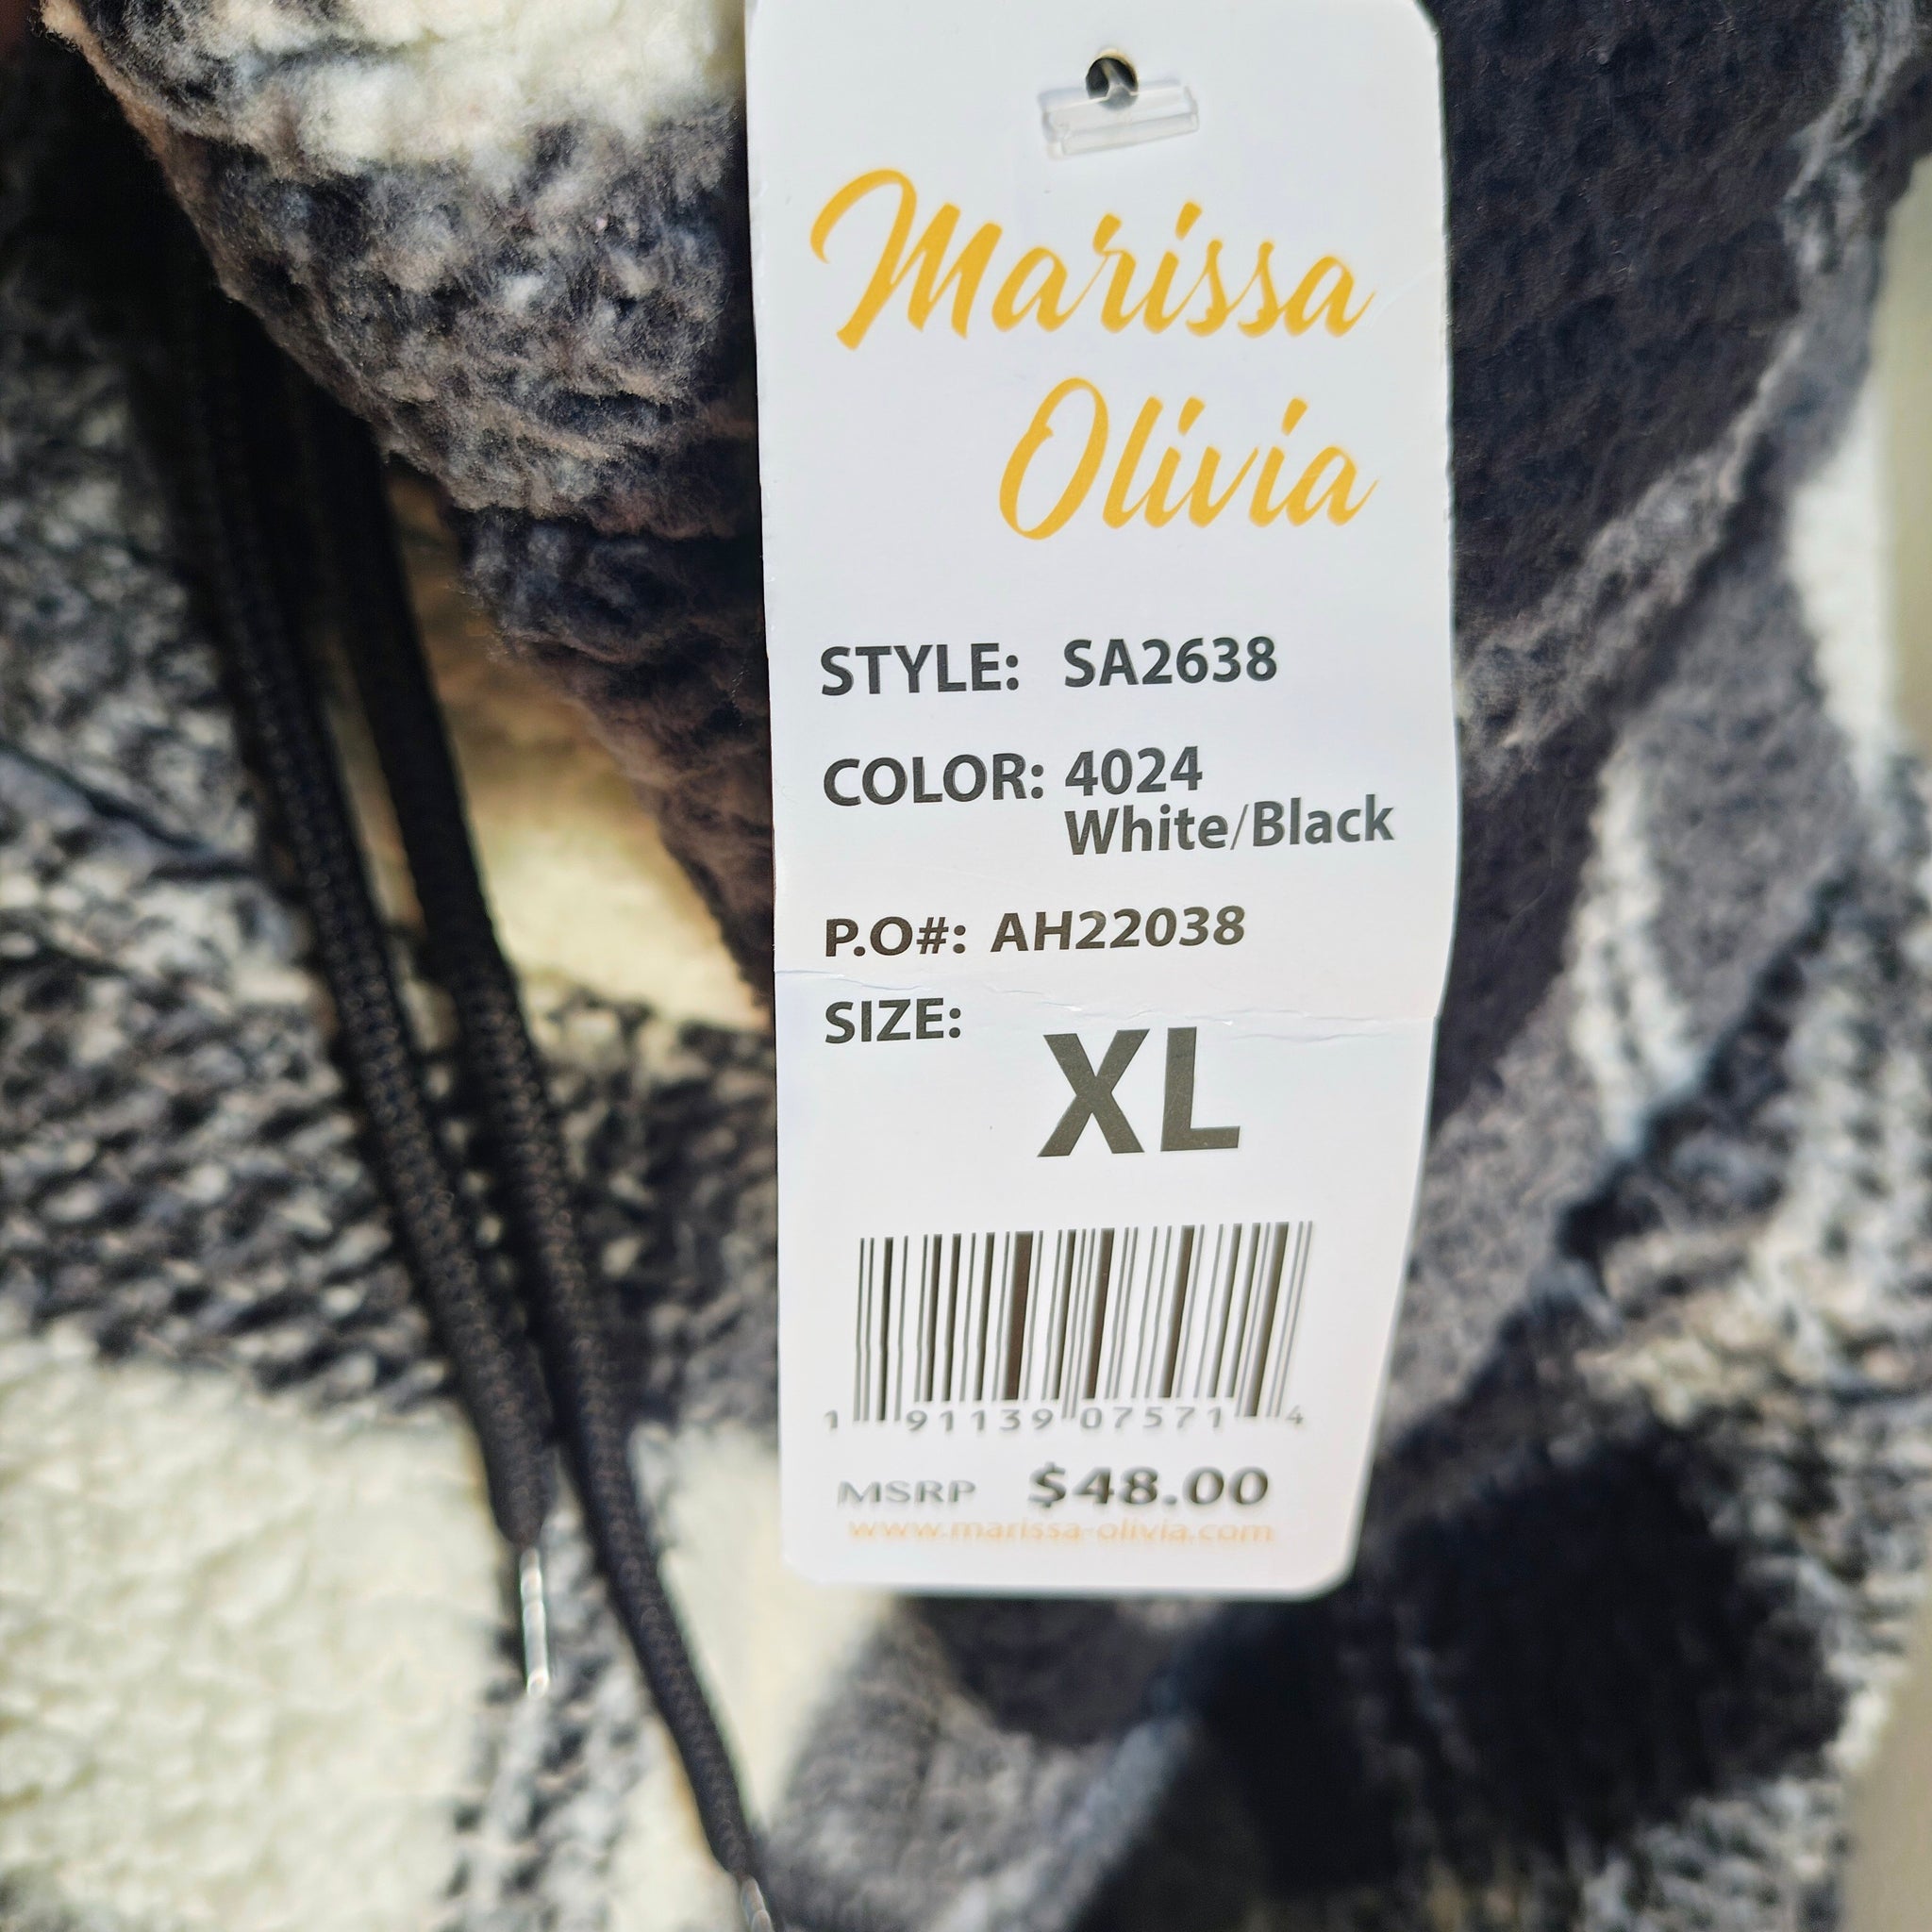 Marissa
Olivia
STYLE: SA2638
COLOR: 4024
White/Black
P.O#: AH22038
SIZE:
XL
1 91139 07571 4
MSRP $48.00
www.marissa-olivia.com